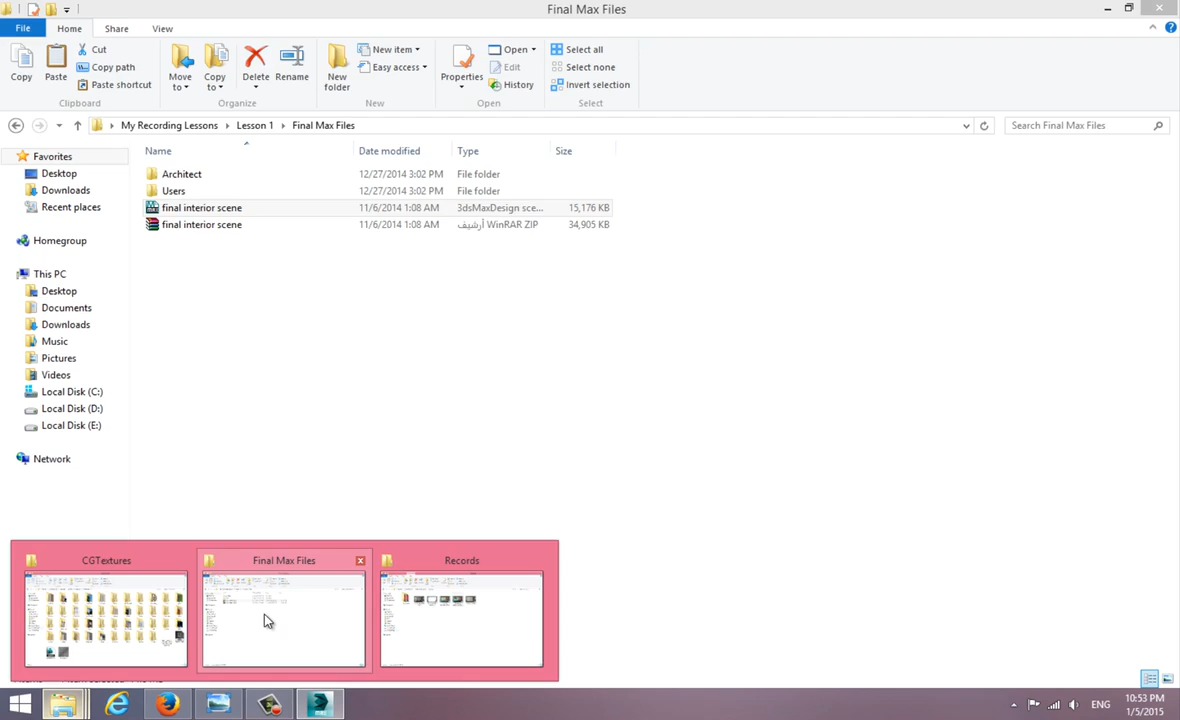 Final Max Files
File
Home
Share
View
Copy
Paste
Cut
Copy path
Paste shortcut
Clipboard
Move to
Copy to
Delete
Rename
Organize
New folder
New item
Easy access
New
Properties
Open
Edit
History
Open
Select all
Select none
Invert selection
Select
My Recording Lessons
Lesson 1
Final Max Files
Search Final Max Files
Name
Date modified
Type
Size
Architect 12/27/2014 3:02 PM File folder
Users 12/27/2014 3:02 PM File folder
final interior scene 11/6/2014 1:08 AM 3dsMaxDesign sce... 15,176 KB
final interior scene 11/6/2014 1:08 AM أرشيف WinRAR ZIP 34,905 KB
Favorites
Desktop
Downloads
Recent places
Homegroup
This PC
Desktop
Documents
Downloads
Music
Pictures
Videos
Local Disk (C:)
Local Disk (D:)
Local Disk (E:)
Network
CGTextures
Final Max Files
Records
ENG
10:53 PM
1/5/2015